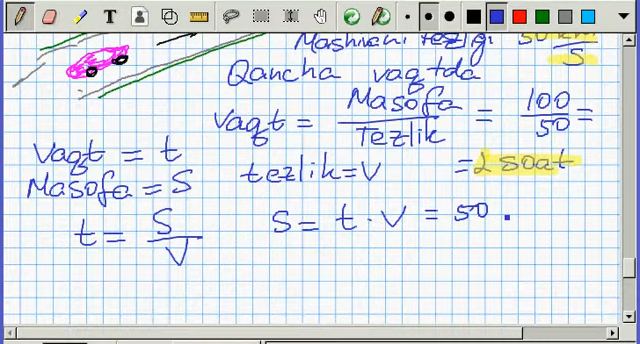 Mashinani tezligi 50 km/s
Qancha vaqtda
vaqt = Masofa/Tezlik = 100/50 =
= 2 soat
vaqt = t
Masofa = S
tezlik = V
t = S/V
S = t · V = 50 ·